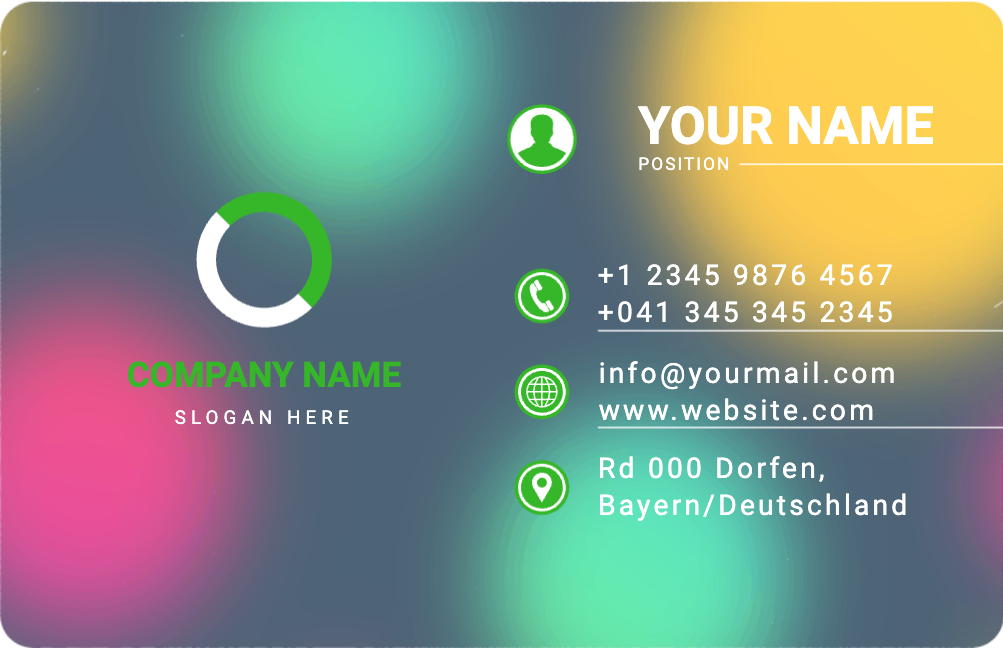 YOUR NAME
POSITION
COMPANY NAME
SLOGAN HERE
+1 2345 9876 4567
+041 345 345 2345
info@yourmail.com
www.website.com
Rd 000 Dorfen,
Bayern/Deutschland